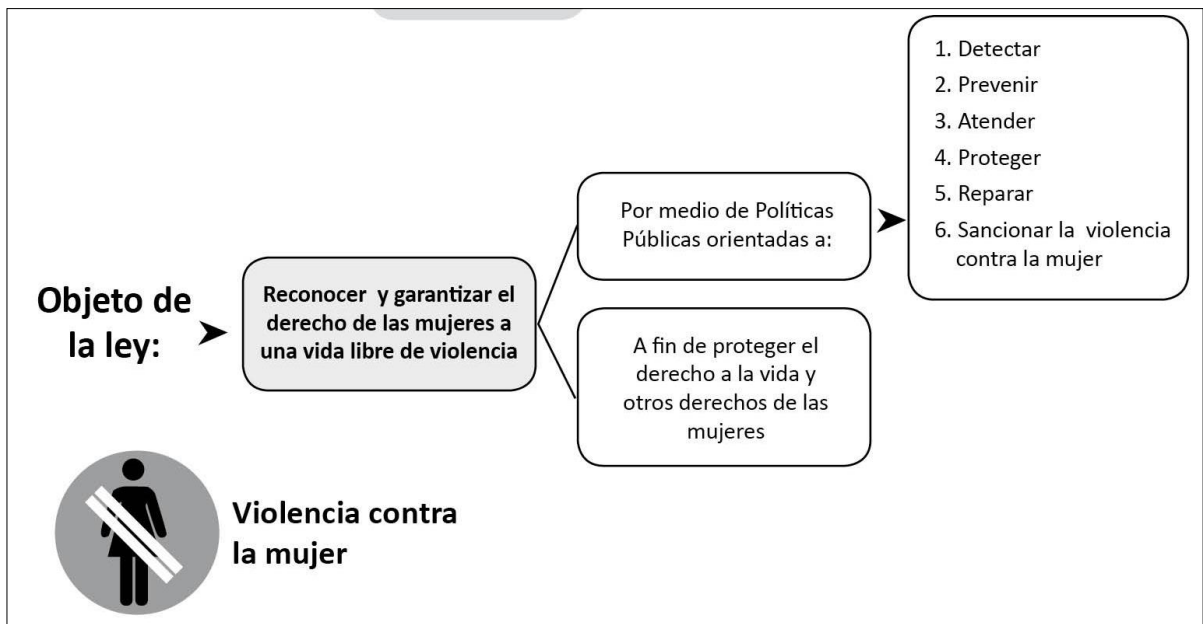 Objeto de
la ley:
Reconocer y garantizar el
derecho de las mujeres a
una vida libre de violencia
Por medio de Políticas
Públicas orientadas a:
1. Detectar
2. Prevenir
3. Atender
4. Proteger
5. Reparar
6. Sancionar la violencia
contra la mujer
A fin de proteger el
derecho a la vida y
otros derechos de las
mujeres
Violencia contra
la mujer